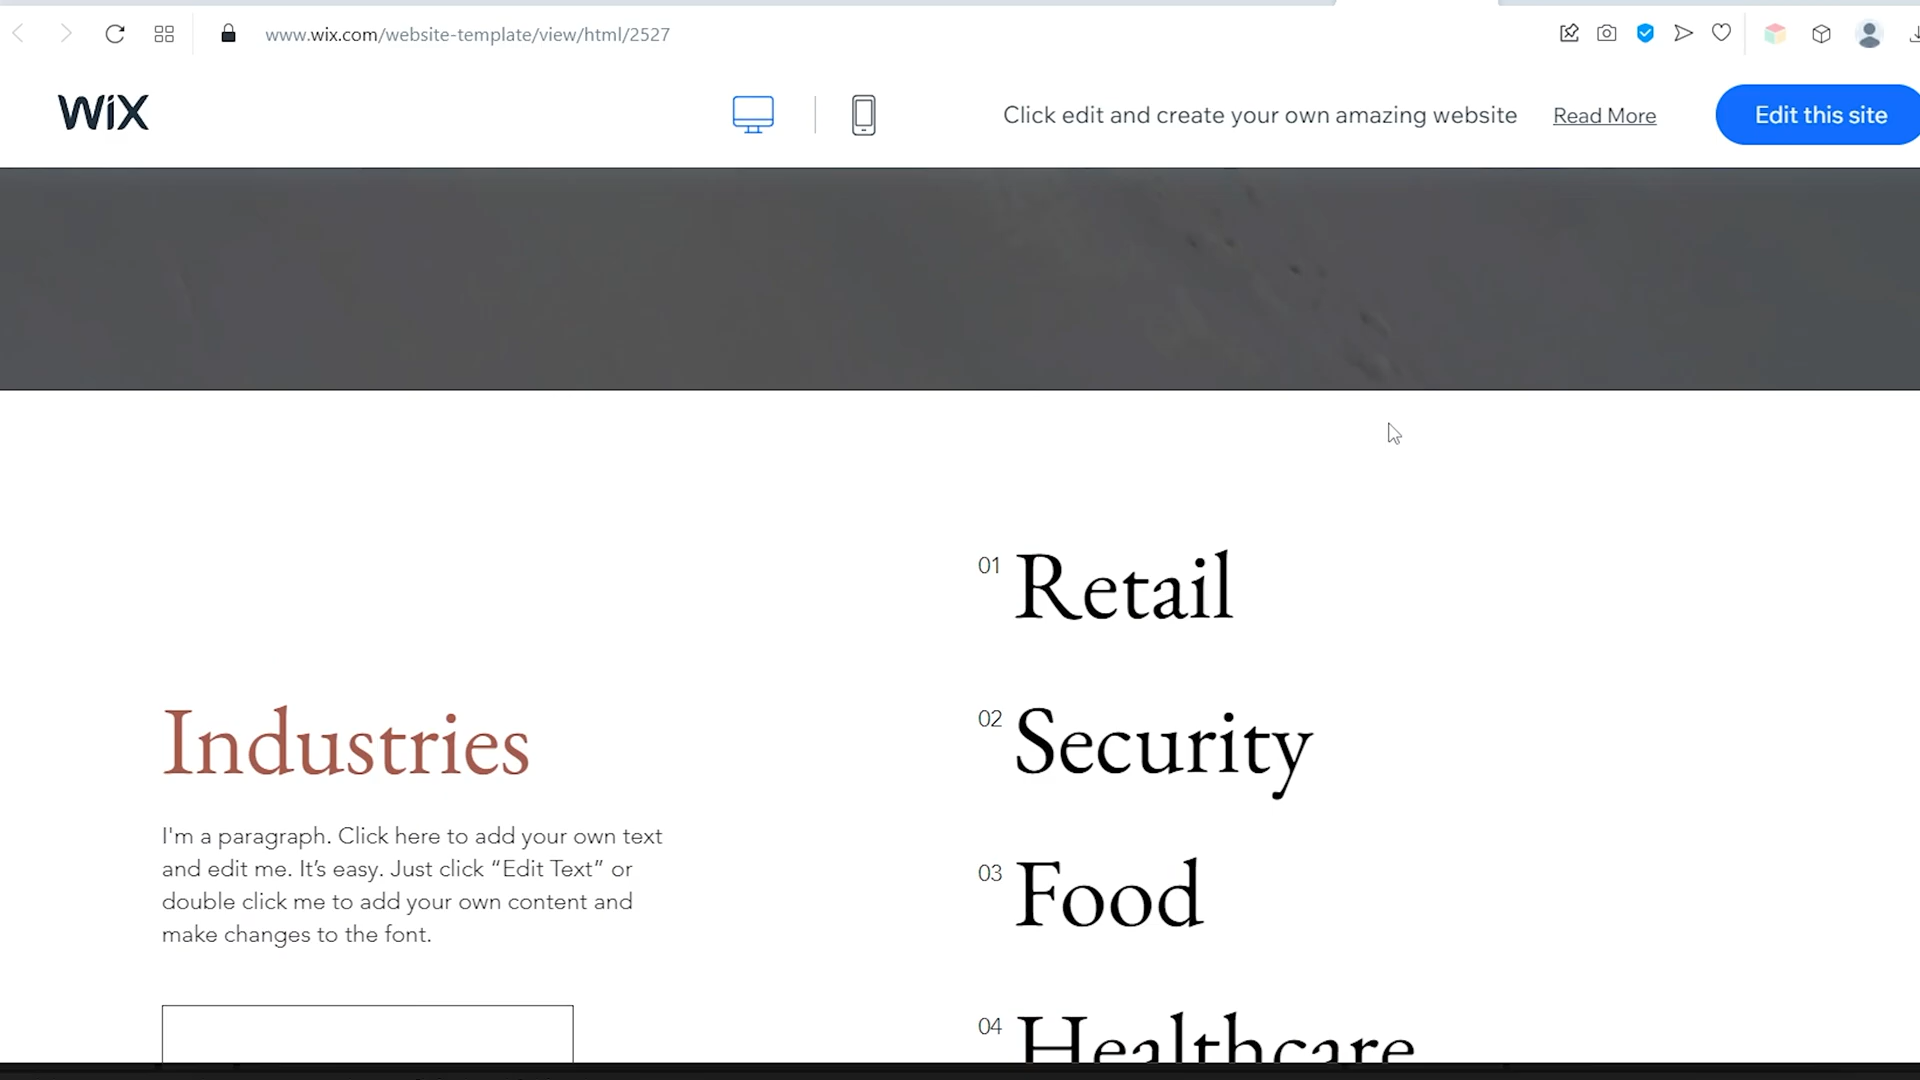 www.wix.com/website-template/view/html/2527
WiX
Click edit and create your own amazing website
Read More
Edit this site
Industries
I'm a paragraph. Click here to add your own text
and edit me. It’s easy. Just click “Edit Text” or
double click me to add your own content and
make changes to the font.
01 Retail
02 Security
03 Food
04 Healthcare